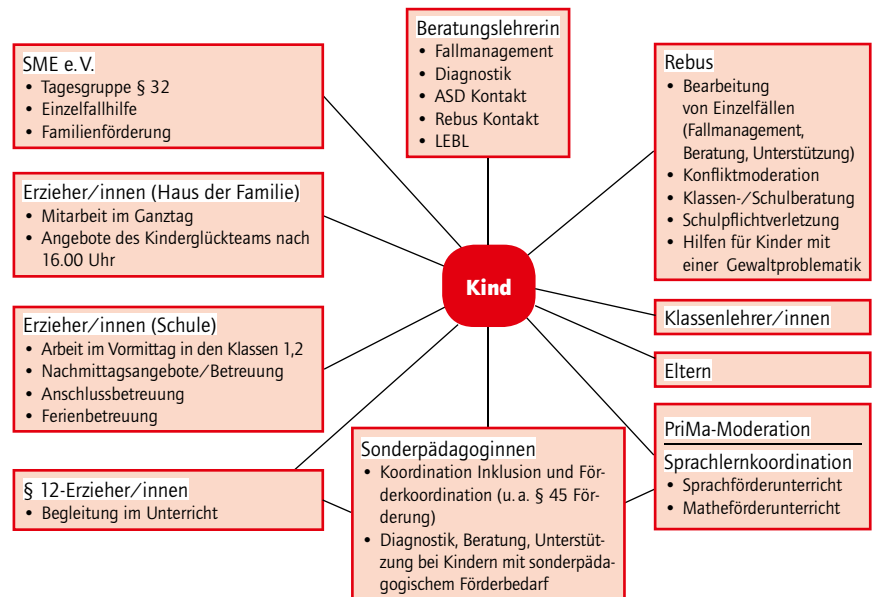 SME e. V.
• Tagesgruppe § 32
• Einzelfallhilfe
• Familienförderung
Erzieher/innen (Haus der Familie)
• Mitarbeit im Ganztag
• Angebote des Kinderglückteams nach
16.00 Uhr
Erzieher/innen (Schule)
• Arbeit im Vormittag in den Klassen 1,2
• Nachmittagsangebote/Betreuung
• Anschlussbetreuung
• Ferienbetreuung
§ 12-Erzieher/innen
• Begleitung im Unterricht
Beratungslehrerin
• Fallmanagement
• Diagnostik
• ASD Kontakt
• Rebus Kontakt
• LEBL
Kind
Sonderpädagoginnen
• Koordination Inklusion und För-
derkoordination (u. a. § 45 För-
derung)
• Diagnostik, Beratung, Unterstüt-
zung bei Kindern mit sonderpäda-
gogischem Förderbedarf
Rebus
• Bearbeitung
von Einzelfällen
(Fallmanagement,
Beratung, Unterstützung)
• Konfliktmoderation
• Klassen-/Schulberatung
• Schulpflichtverletzung
• Hilfen für Kinder mit
einer Gewaltproblematik
Klassenlehrer/innen
Eltern
PriMa-Moderation
Sprachlernkoordination
• Sprachförderunterricht
• Matheförderunterricht